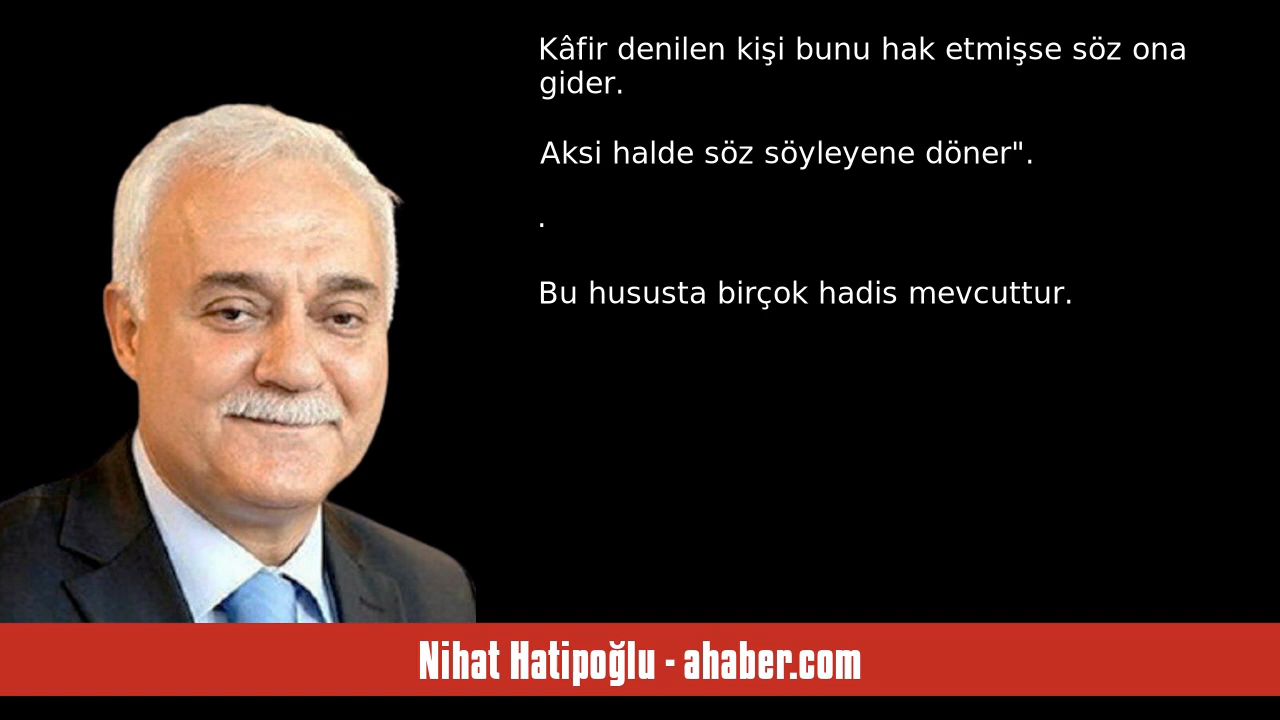 Kâfir denilen kişi bunu hak etmişse söz ona
gider.
Aksi halde söz söyleyene döner".
.
Bu hususta birçok hadis mevcuttur.
Nihat Hatipoğlu - ahaber.com